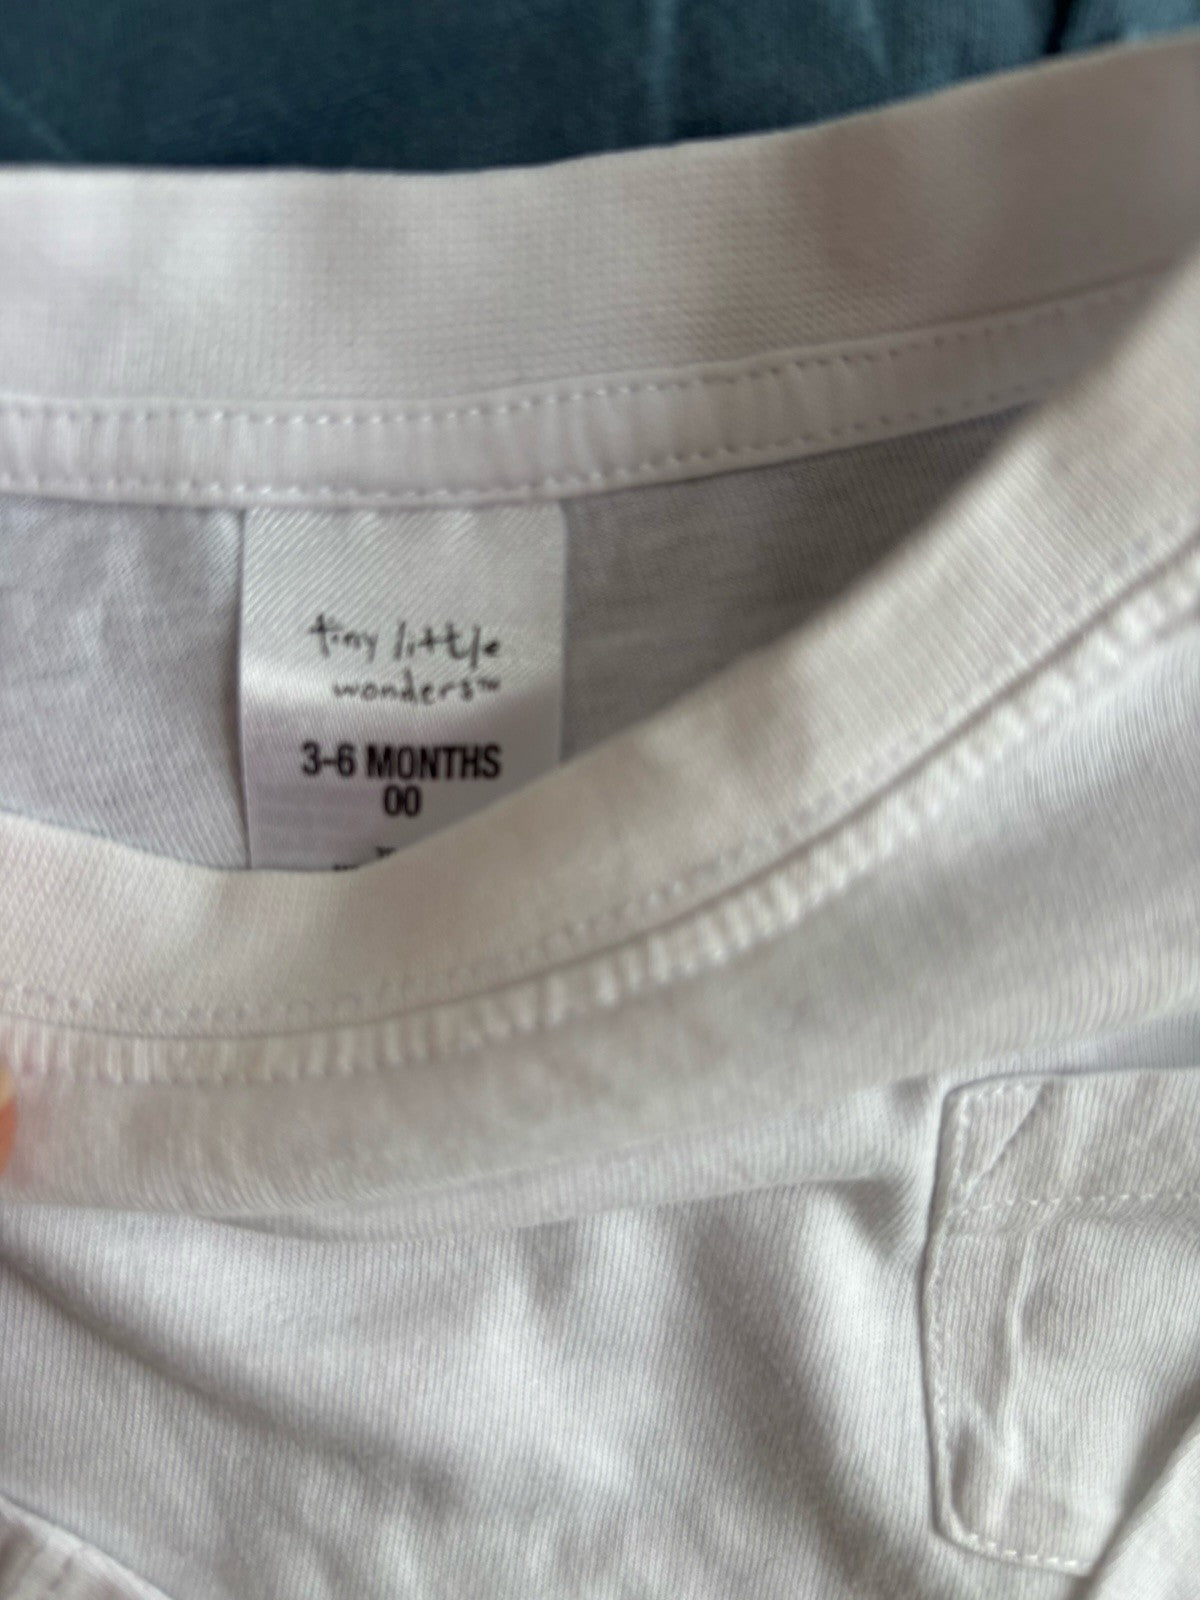 tiny little
wonders™
3-6 MONTHS
00